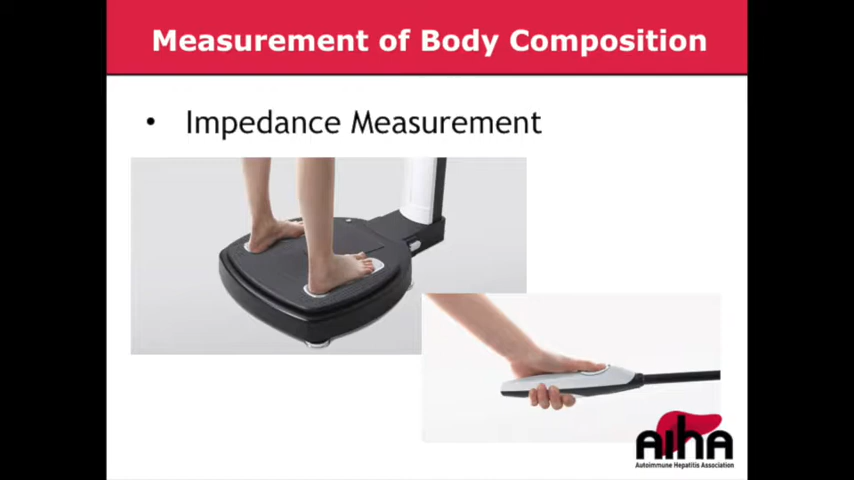 Measurement of Body Composition
• Impedance Measurement
AIHA
Autoimmune Hepatitis Association